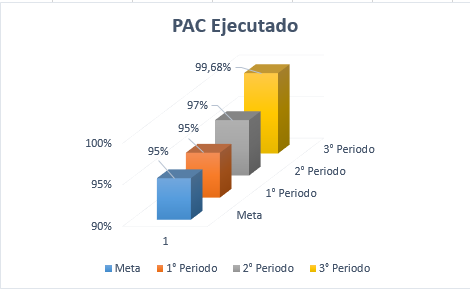 PAC Ejecutado
99,68%
97%
95%
95%
100%
95%
90%
3° Periodo
2° Periodo
1° Periodo
Meta
1
Meta 1° Periodo 2° Periodo 3° Periodo